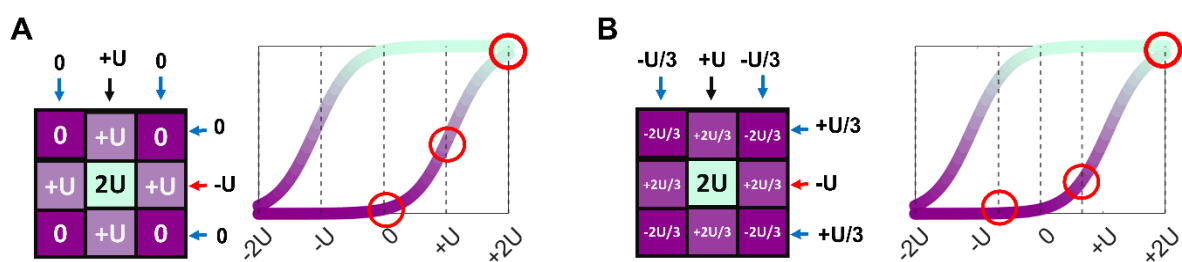 A
0 +U 0
0 +U 0
0
+U 2U +U
-U
0 +U 0
0
-2U -U 0 +U +2U
B
-U/3 +U -U/3
-2U/3 +2U/3 -2U/3
+U/3
+2U/3 2U +2U/3
-U
-2U/3 +2U/3 -2U/3
+U/3
-2U -U 0 +U +2U